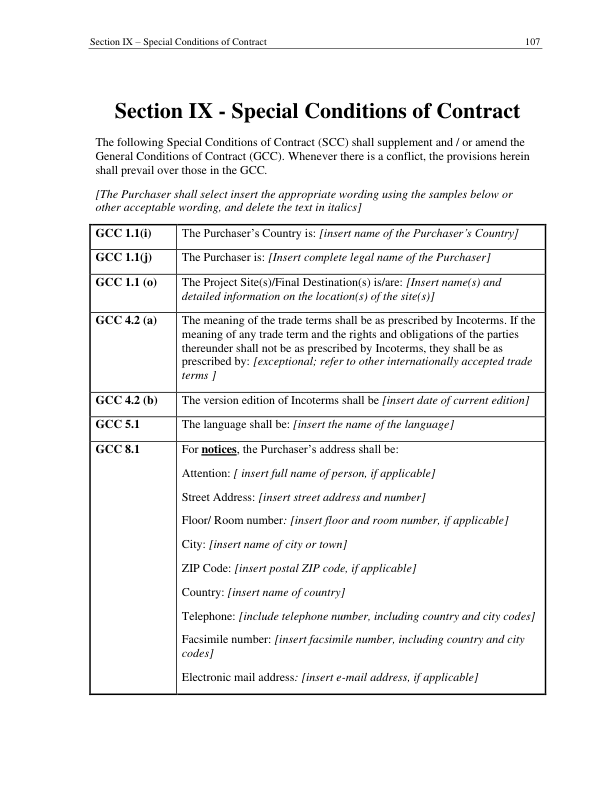 Section IX – Special Conditions of Contract 107
Section IX - Special Conditions of Contract
The following Special Conditions of Contract (SCC) shall supplement and / or amend the
General Conditions of Contract (GCC). Whenever there is a conflict, the provisions herein
shall prevail over those in the GCC.
[The Purchaser shall select insert the appropriate wording using the samples below or
other acceptable wording, and delete the text in italics]
GCC 1.1(i) The Purchaser’s Country is: [insert name of the Purchaser’s Country]
GCC 1.1(j) The Purchaser is: [Insert complete legal name of the Purchaser]
GCC 1.1 (o) The Project Site(s)/Final Destination(s) is/are: [Insert name(s) and
detailed information on the location(s) of the site(s)]
GCC 4.2 (a) The meaning of the trade terms shall be as prescribed by Incoterms. If the
meaning of any trade term and the rights and obligations of the parties
thereunder shall not be as prescribed by Incoterms, they shall be as
prescribed by: [exceptional; refer to other internationally accepted trade
terms ]
GCC 4.2 (b) The version edition of Incoterms shall be [insert date of current edition]
GCC 5.1 The language shall be: [insert the name of the language]
GCC 8.1 For notices, the Purchaser’s address shall be:
Attention: [ insert full name of person, if applicable]
Street Address: [insert street address and number]
Floor/ Room number: [insert floor and room number, if applicable]
City: [insert name of city or town]
ZIP Code: [insert postal ZIP code, if applicable]
Country: [insert name of country]
Telephone: [include telephone number, including country and city codes]
Facsimile number: [insert facsimile number, including country and city
codes]
Electronic mail address: [insert e-mail address, if applicable]